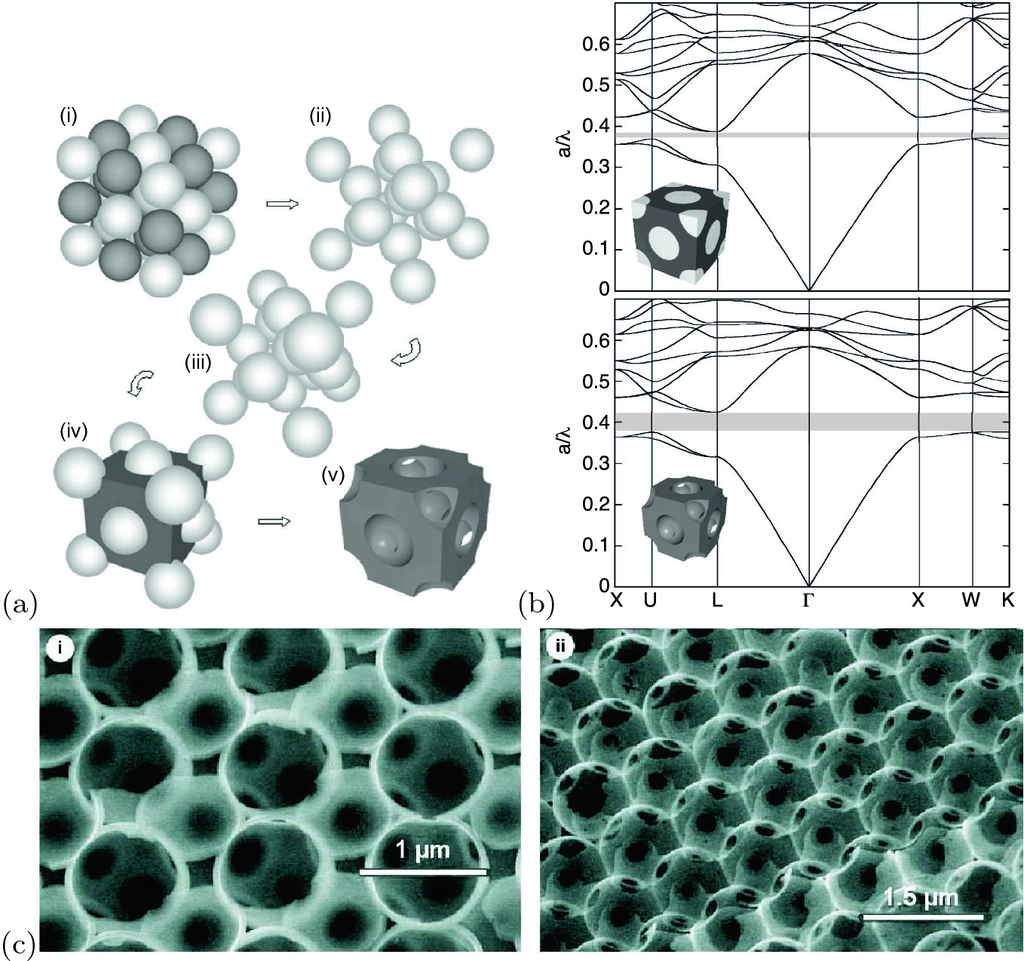 (i)
(ii)
(iii)
(iv)
(v)
(a)
0.6
0.5
0.4
a/λ
0.3
0.2
0.1
0
0.6
0.5
0.4
a/λ
0.3
0.2
0.1
0
X U L Γ X W K
(b)
i
1 µm
(c)
ii
1.5 µm